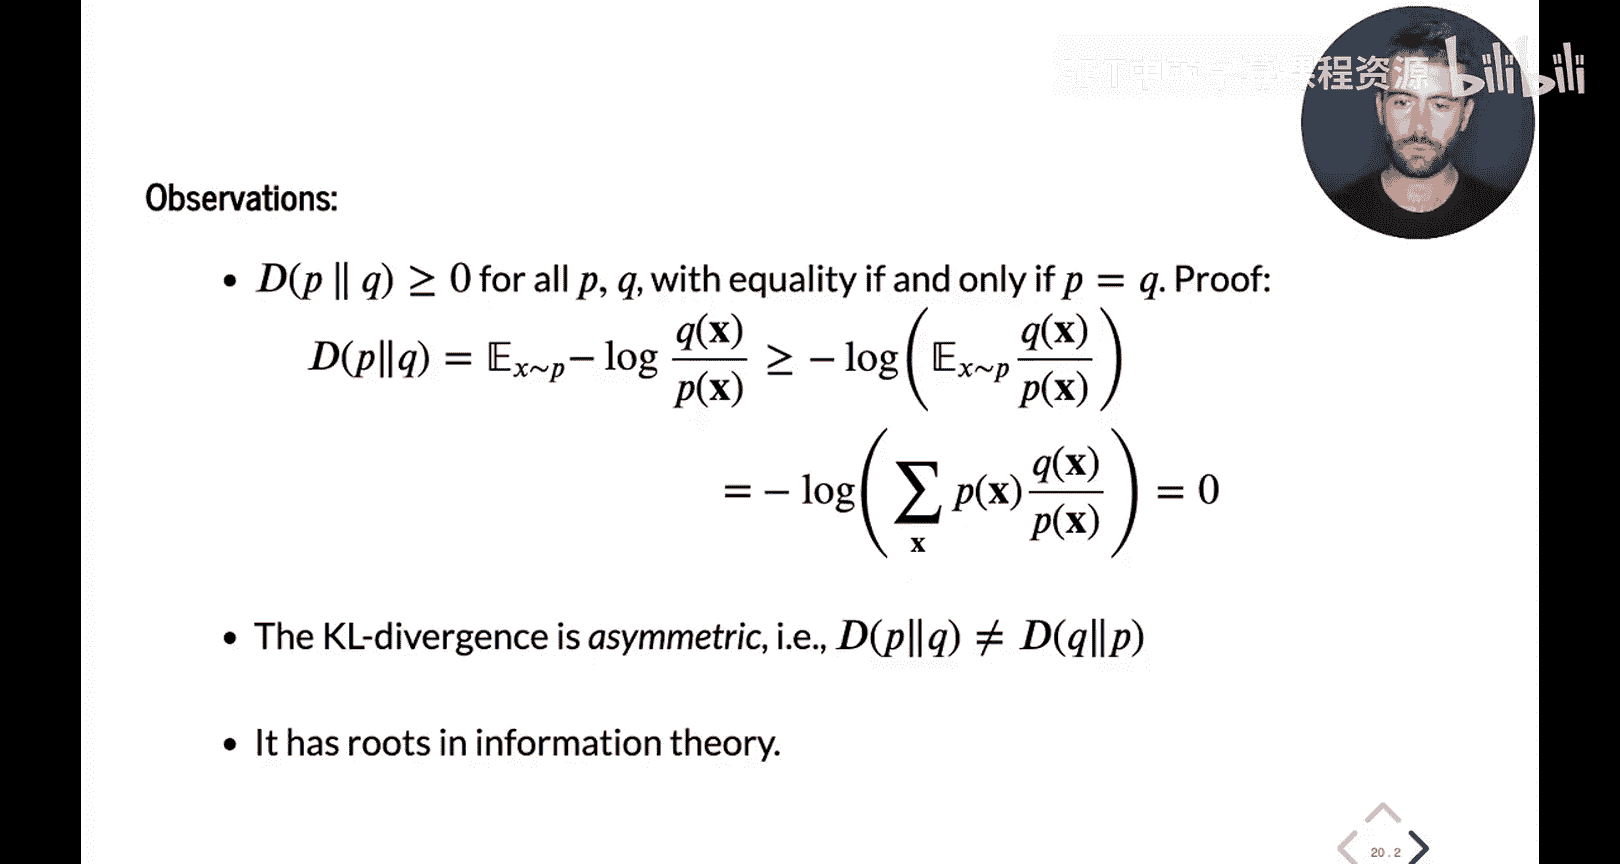 程资源 bilibili
Observations:
• D(p ‖ q) ≥ 0 for all p, q, with equality if and only if p = q. Proof:
D(p‖q) = 𝔼ₓ∼ₚ − log q(𝐱)/p(𝐱) ≥ − log(𝔼ₓ∼ₚ q(𝐱)/p(𝐱))
= − log(∑𝐱 p(𝐱) q(𝐱)/p(𝐱)) = 0
• The KL-divergence is asymmetric, i.e., D(p‖q) ≠ D(q‖p)
• It has roots in information theory.
20.2